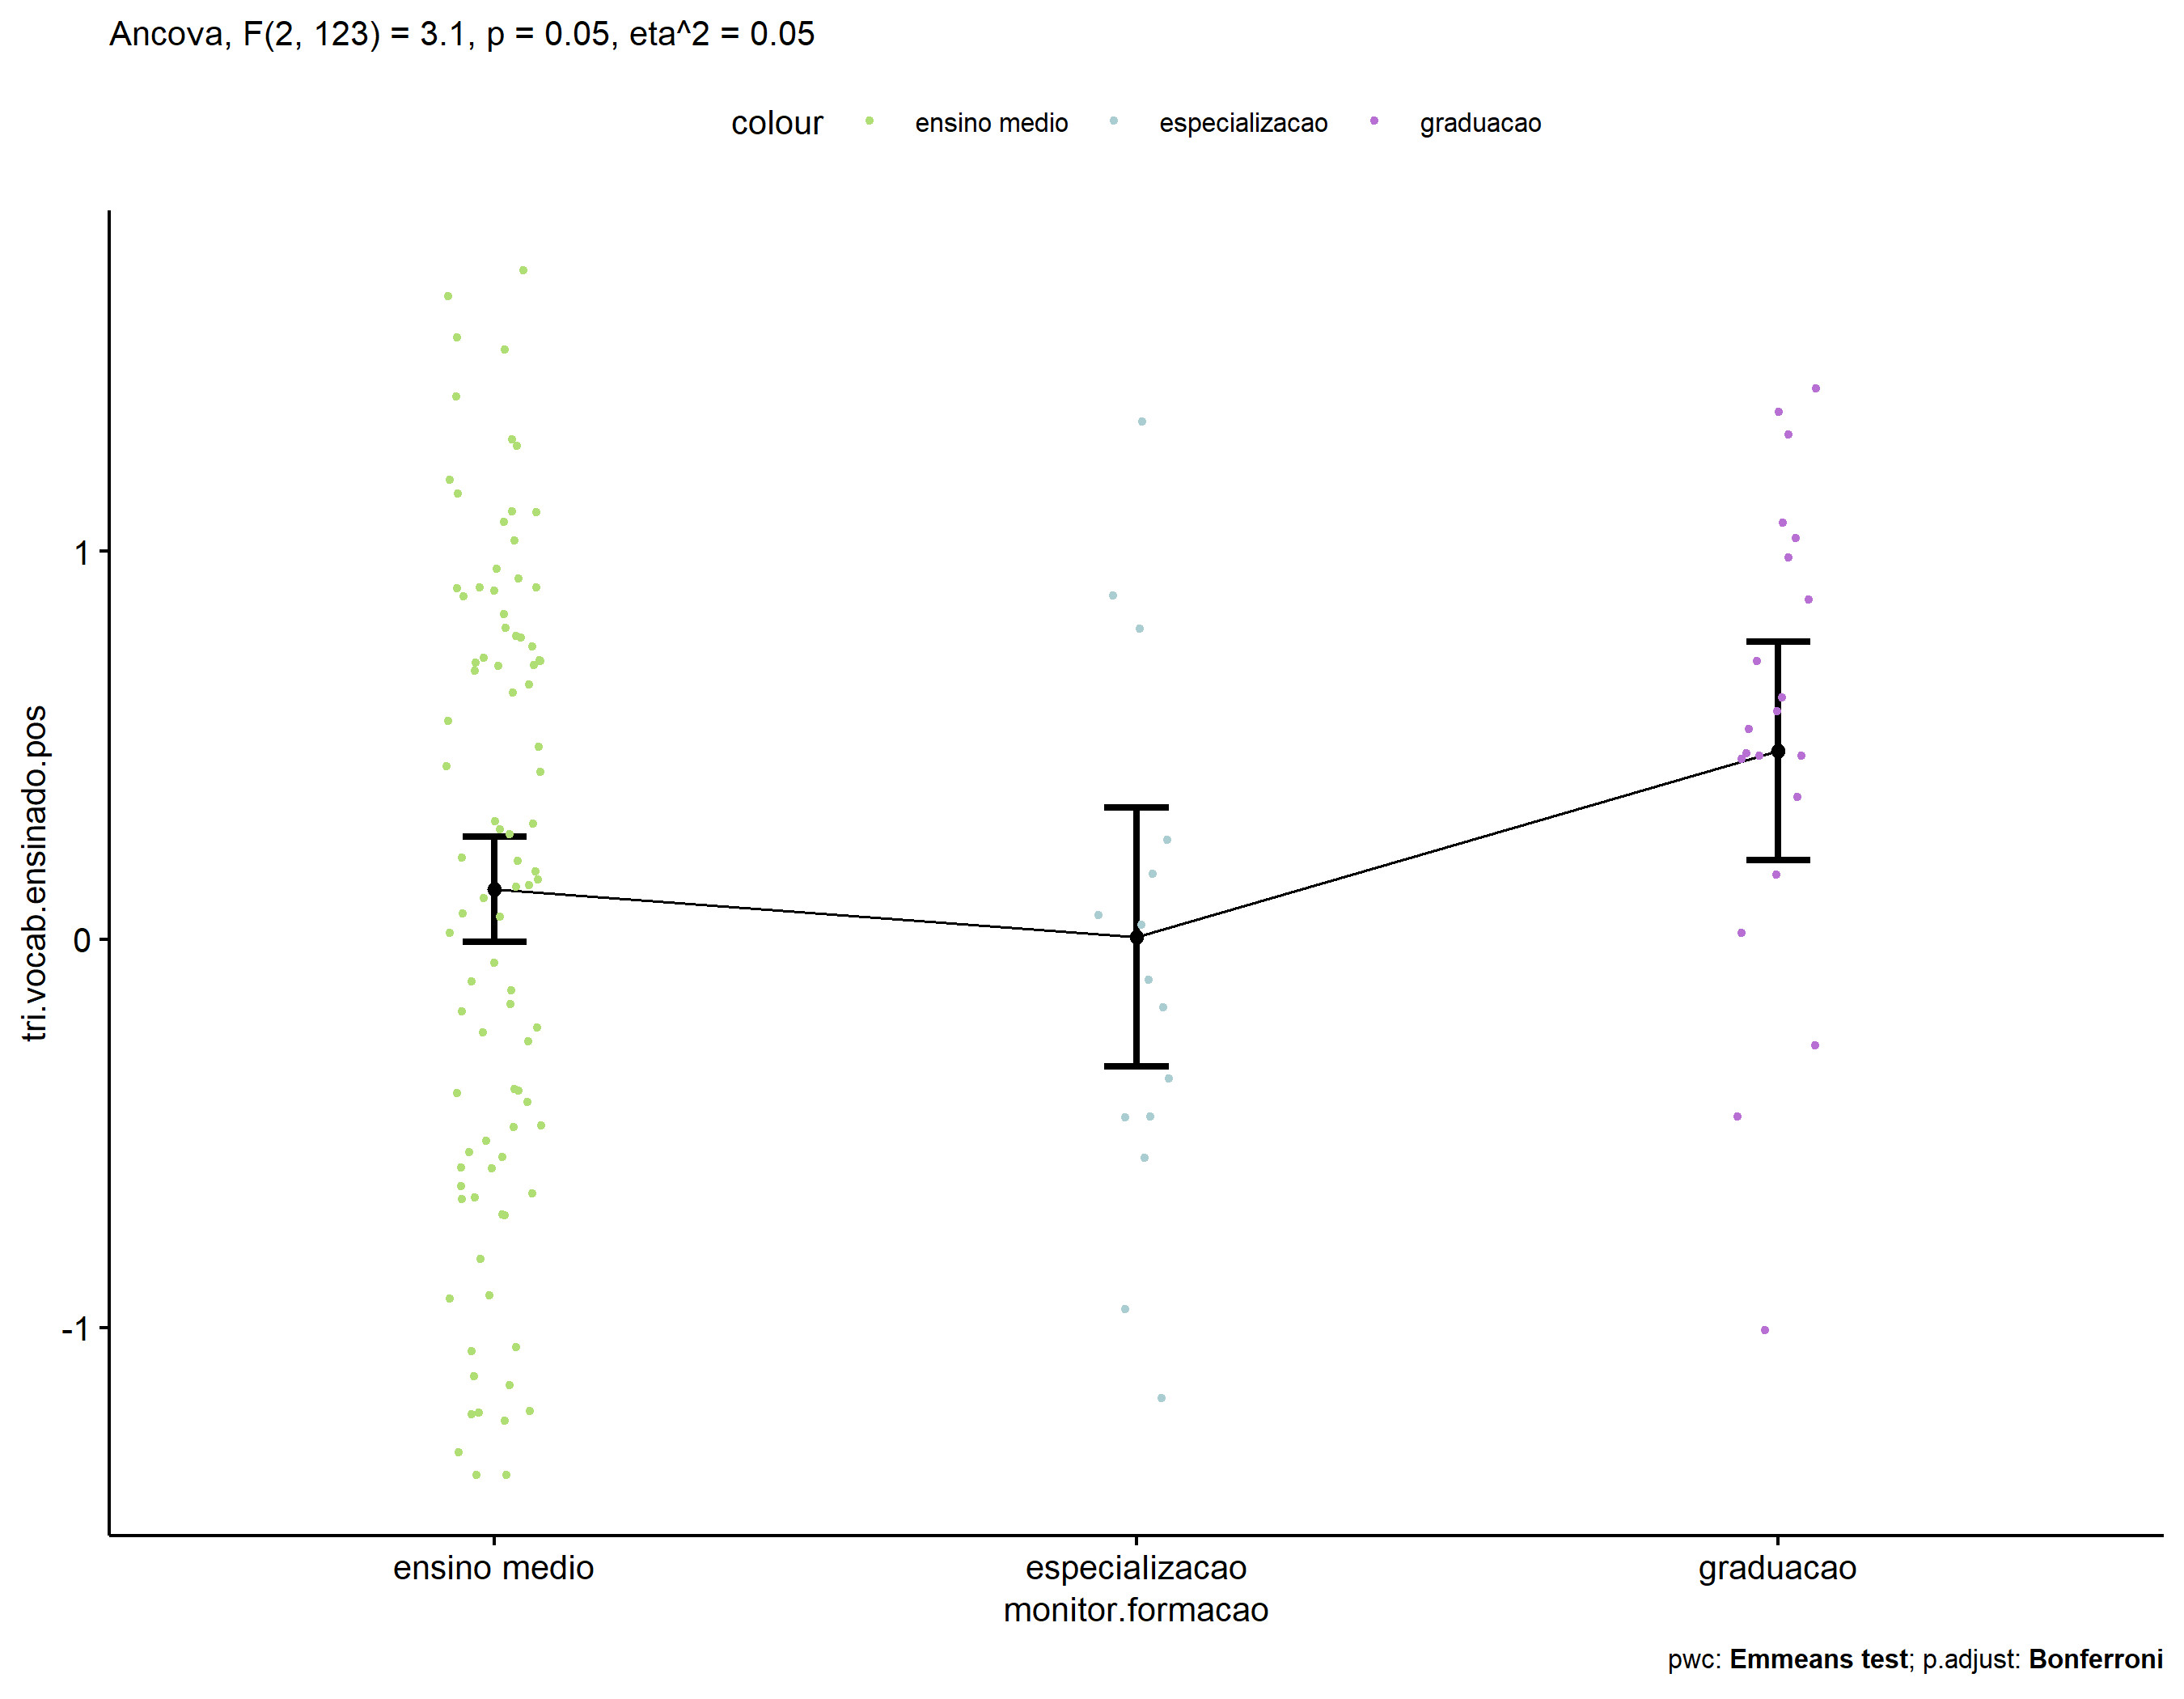 Ancova, F(2, 123) = 3.1, p = 0.05, eta^2 = 0.05
colour ensino medio especializacao graduacao
tri.vocab.ensinado.pos
1
0
-1
ensino medio especializacao graduacao
monitor.formacao
pwc: Emmeans test; p.adjust: Bonferroni